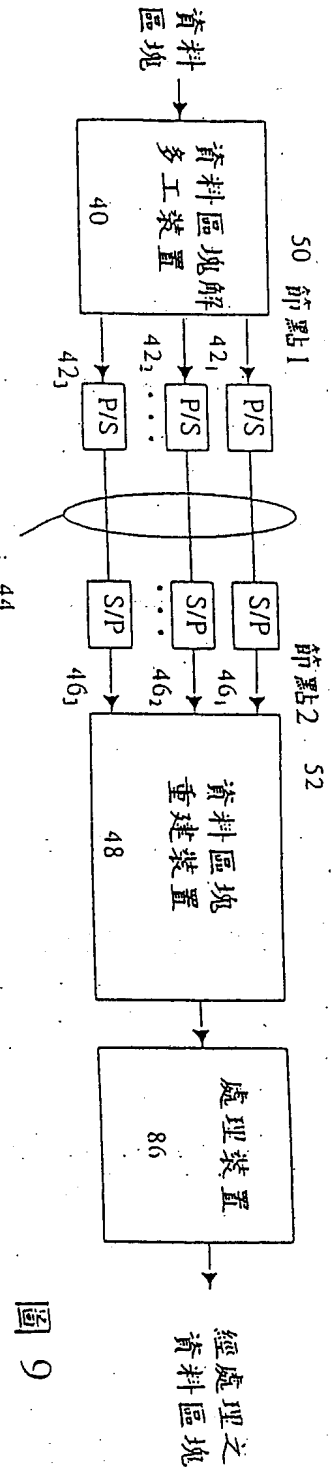 資料
區塊
資料區塊解
多工裝置
40
50 節點1
42₁
42₂
42₃
P/S
P/S
. . .
P/S
44
S/P
S/P
. . .
S/P
節點2 52
46₁
46₂
46₃
資料區塊
重建裝置
48
處理裝置
86
經處理之
資料區塊
圖 9